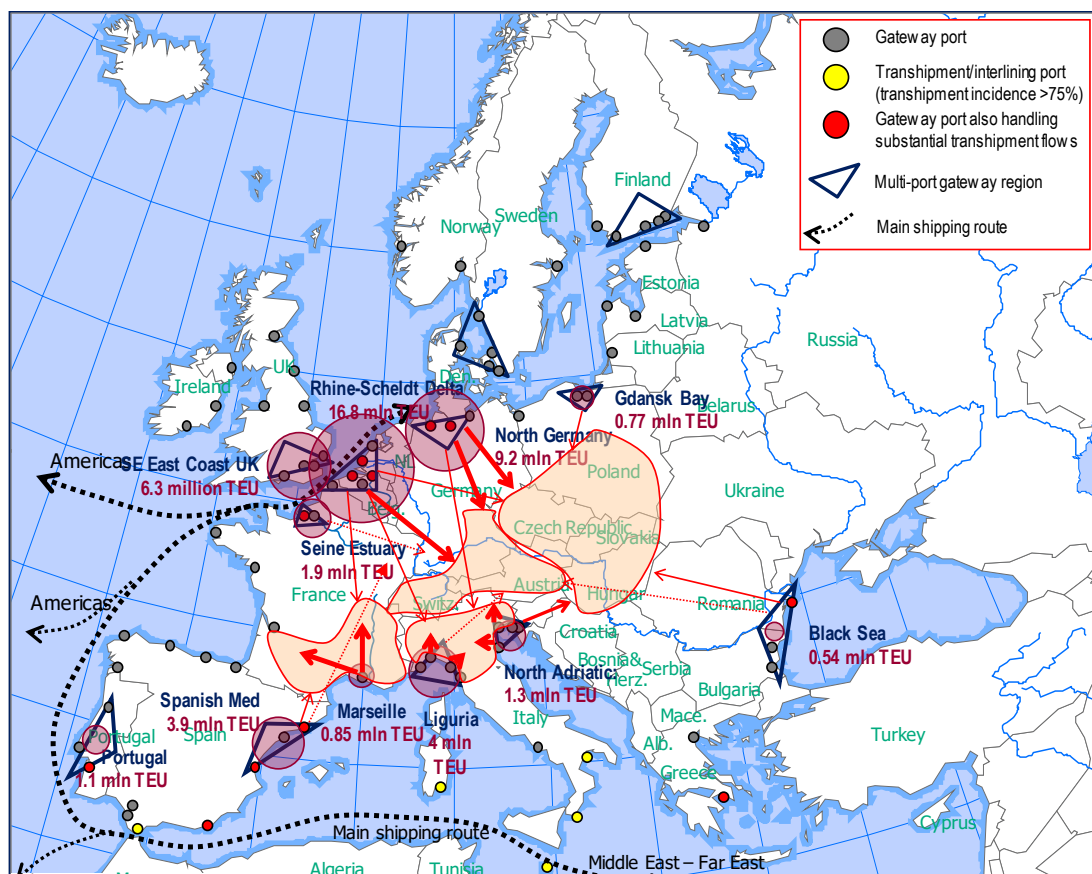 Gateway port
Transhipment/interlining port
(transhipment incidence >75%)
Gateway port also handling
substantial transhipment flows
Multi-port gateway region
Main shipping route
Finland
Sweden
Norway
Estonia
Latvia
Lithuania
Russia
Ireland
UK
Den.
Rhine-Scheldt Delta
16.8 mln TEU
Gdansk Bay
0.77 mln TEU
Belarus
North Germany
9.2 mln TEU
Americas
SE East Coast UK
6.3 million TEU
NL
Poland
Germany
Ukraine
Bel.
Czech Republic
Slovakia
Seine Estuary
1.9 mln TEU
France
Switz.
Austria
Hungar
Romania
Americas
Croatia
Black Sea
0.54 mln TEU
Bosnia&
Herz.
Serbia
North Adriatic:
1.3 mln TEU
Bulgaria
Spanish Med
3.9 mln TEU
Marseille
0.85 mln TEU
Liguria
4 mln
TEU
Italy
Mace.
Alb.
Portugal
Spain
Portugal
1.1 mln TEU
Turkey
Greece
Cyprus
Main shipping route
Middle East – Far East
Algeria
Tunisia